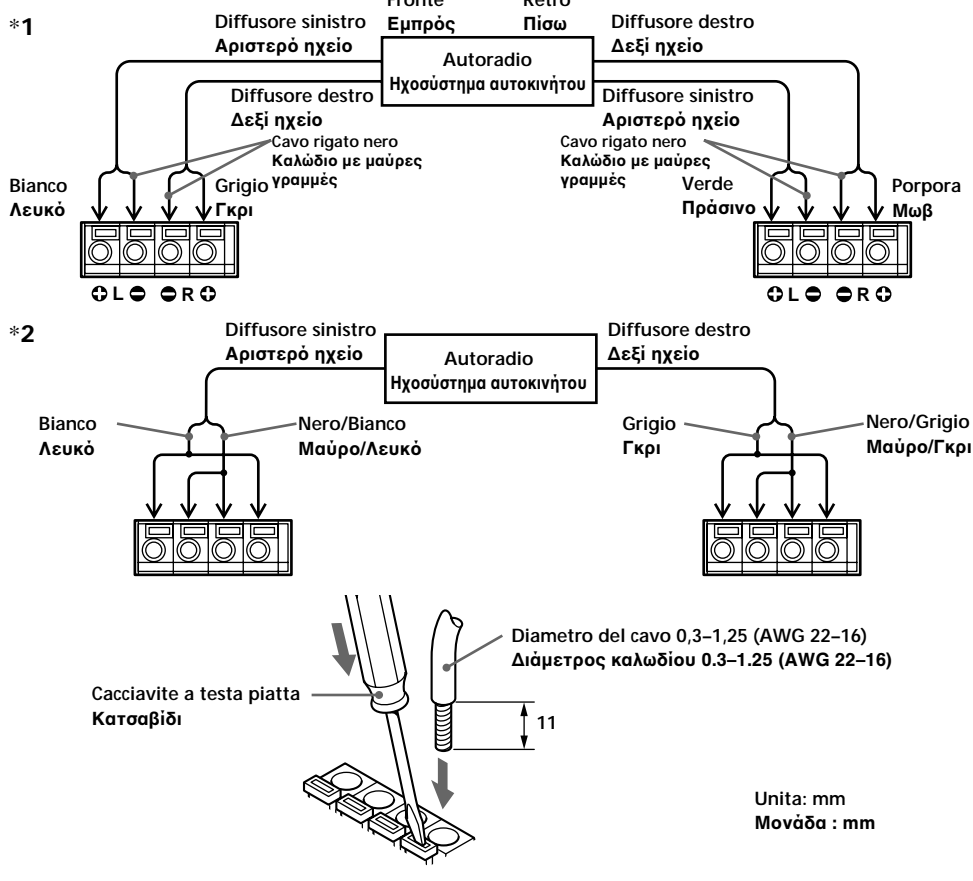 Fronte
Retro
*1
Diffusore sinistro
Αριστερό ηχείο
Εμπρός
Πίσω
Diffusore destro
Δεξί ηχείο
Autoradio
Ηχοσύστημα αυτοκινήτου
Diffusore destro
Δεξί ηχείο
Diffusore sinistro
Αριστερό ηχείο
Cavo rigato nero
Καλώδιο με μαύρες
γραμμές
Cavo rigato nero
Καλώδιο με μαύρες
γραμμές
Bianco
Λευκό
Grigio
Γκρι
Verde
Πράσινο
Porpora
Μωβ
+ L − − R +
+ L − − R +
*2
Diffusore sinistro
Αριστερό ηχείο
Autoradio
Ηχοσύστημα αυτοκινήτου
Diffusore destro
Δεξί ηχείο
Bianco
Λευκό
Nero/Bianco
Μαύρο/Λευκό
Grigio
Γκρι
Nero/Grigio
Μαύρο/Γκρι
Diametro del cavo 0,3–1,25 (AWG 22–16)
Διάμετρος καλωδίου 0.3–1.25 (AWG 22–16)
Cacciavite a testa piatta
Κατσαβίδι
11
Unita: mm
Μονάδα : mm